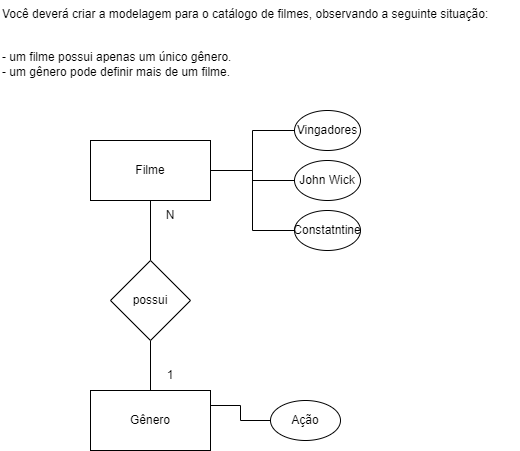 Você deverá criar a modelagem para o catálogo de filmes, observando a seguinte situação:
- um filme possui apenas um único gênero.
- um gênero pode definir mais de um filme.
Vingadores
Filme
John Wick
N
Constatntine
possui
1
Gênero
Ação